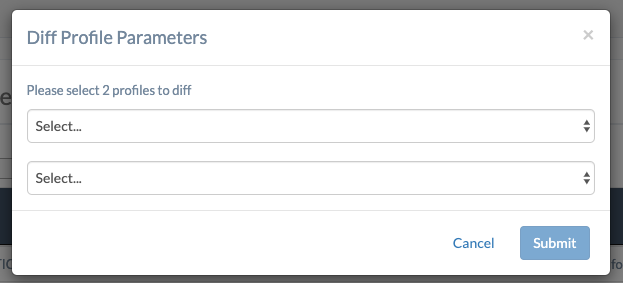 Diff Profile Parameters
×
Please select 2 profiles to diff
Select...
Select...
Cancel
Submit